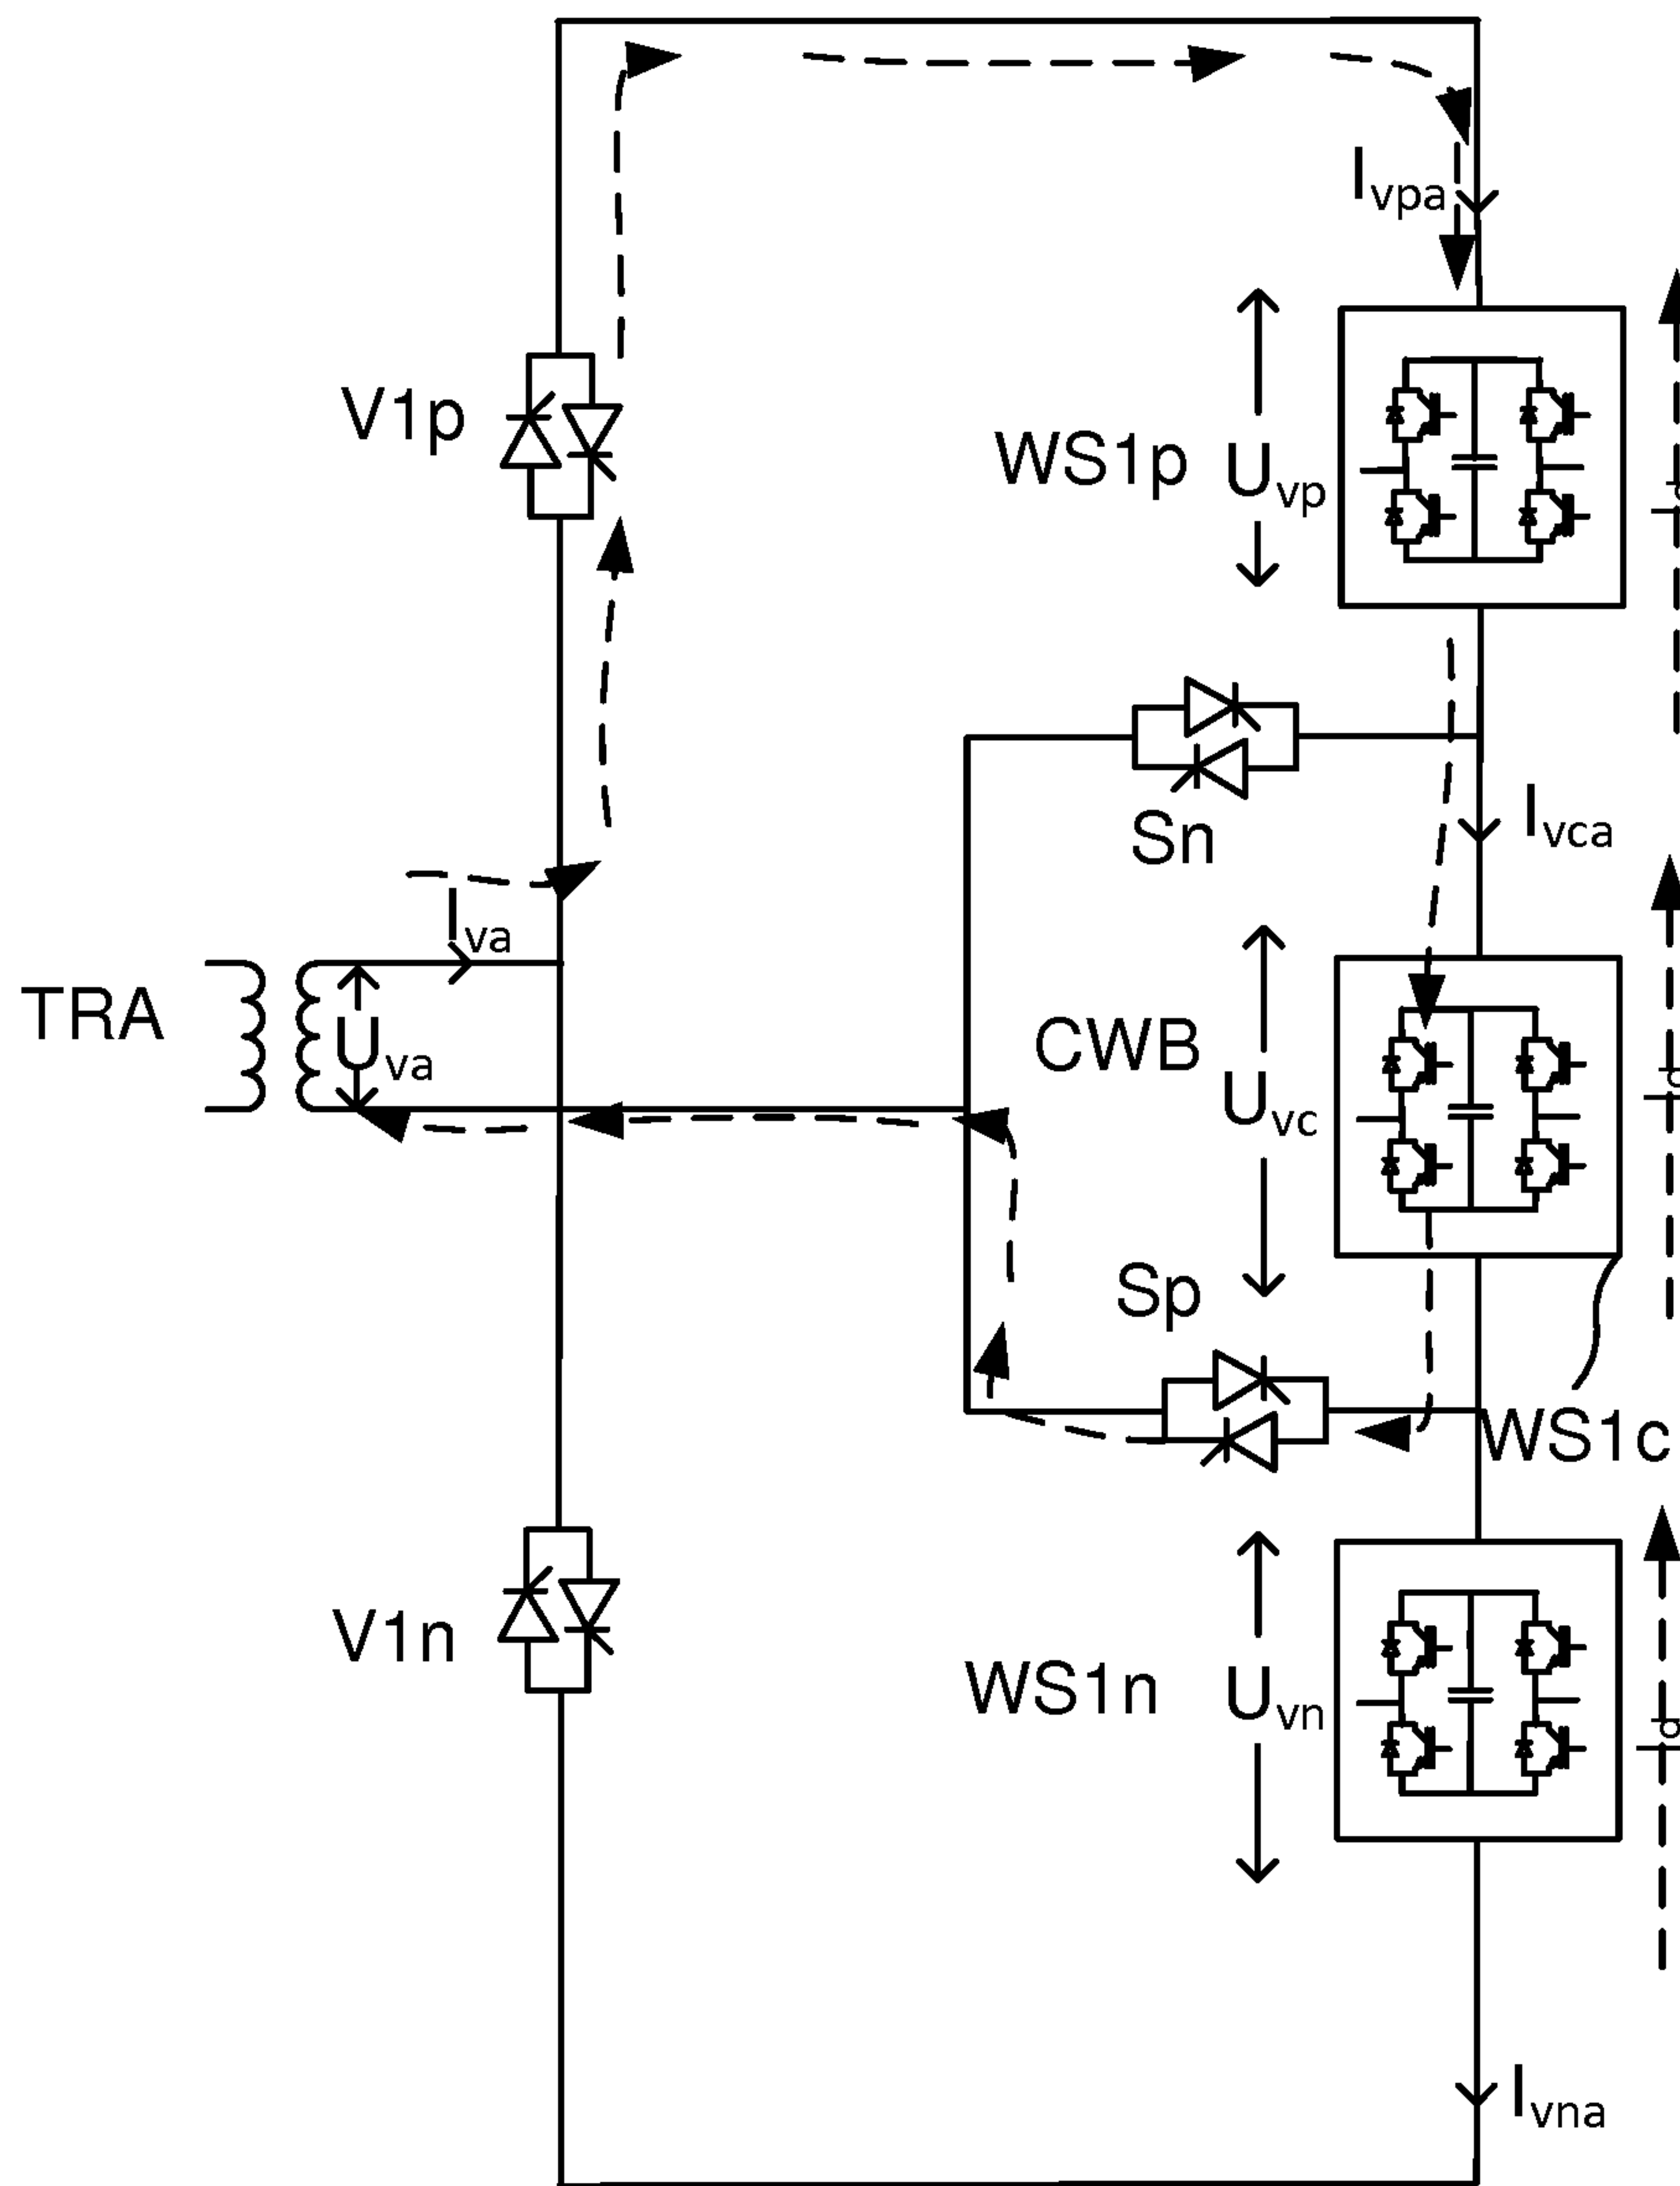 Ivpa
V1p
WS1p Uvp
Sn
Ivca
Iva
TRA
Uva
CWB
Uvc
Sp
WS1c
V1n
WS1n Uvn
Ivna